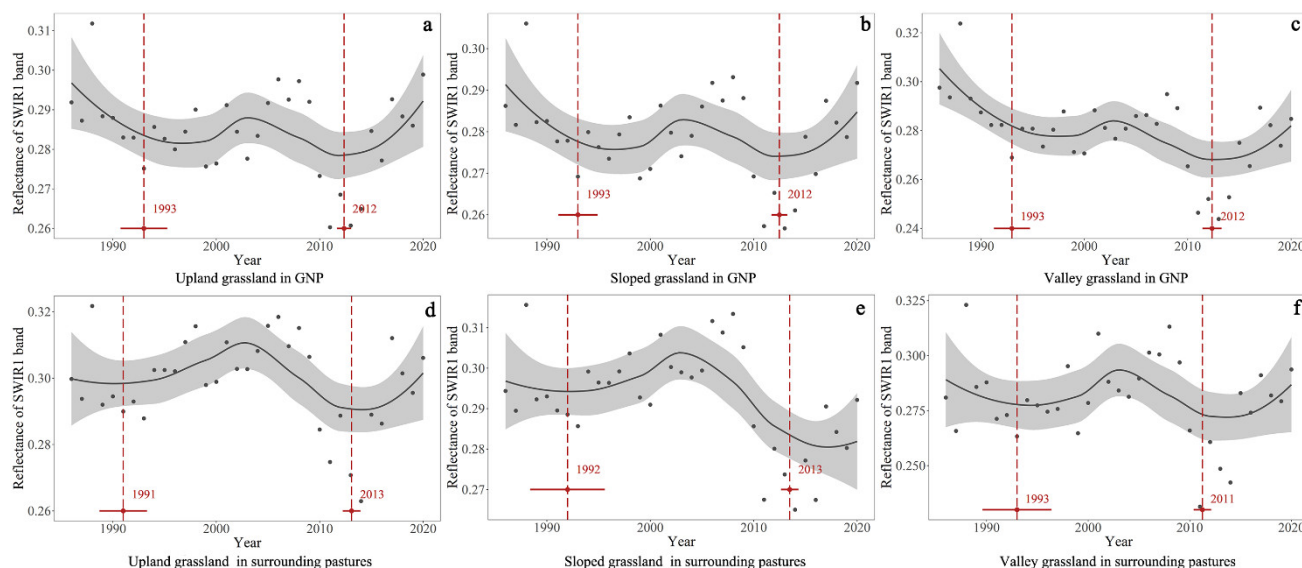 a
Reflectance of SWIR1 band
0.31
0.30
0.29
0.28
0.27
0.26
1993
2012
1990
2000
2010
2020
Year
Upland grassland in GNP
b
Reflectance of SWIR1 band
0.30
0.29
0.28
0.27
0.26
1993
2012
1990
2000
2010
2020
Year
Sloped grassland in GNP
c
Reflectance of SWIR1 band
0.32
0.30
0.28
0.26
0.24
1993
2012
1990
2000
2010
2020
Year
Valley grassland in GNP
d
Reflectance of SWIR1 band
0.32
0.30
0.28
0.26
1991
2013
1990
2000
2010
2020
Year
Upland grassland in surrounding pastures
e
Reflectance of SWIR1 band
0.31
0.30
0.29
0.28
0.27
1992
2013
1990
2000
2010
2020
Year
Sloped grassland in surrounding pastures
f
Reflectance of SWIR1 band
0.325
0.300
0.275
0.250
1993
2011
1990
2000
2010
2020
Year
Valley grassland in surrounding pastures